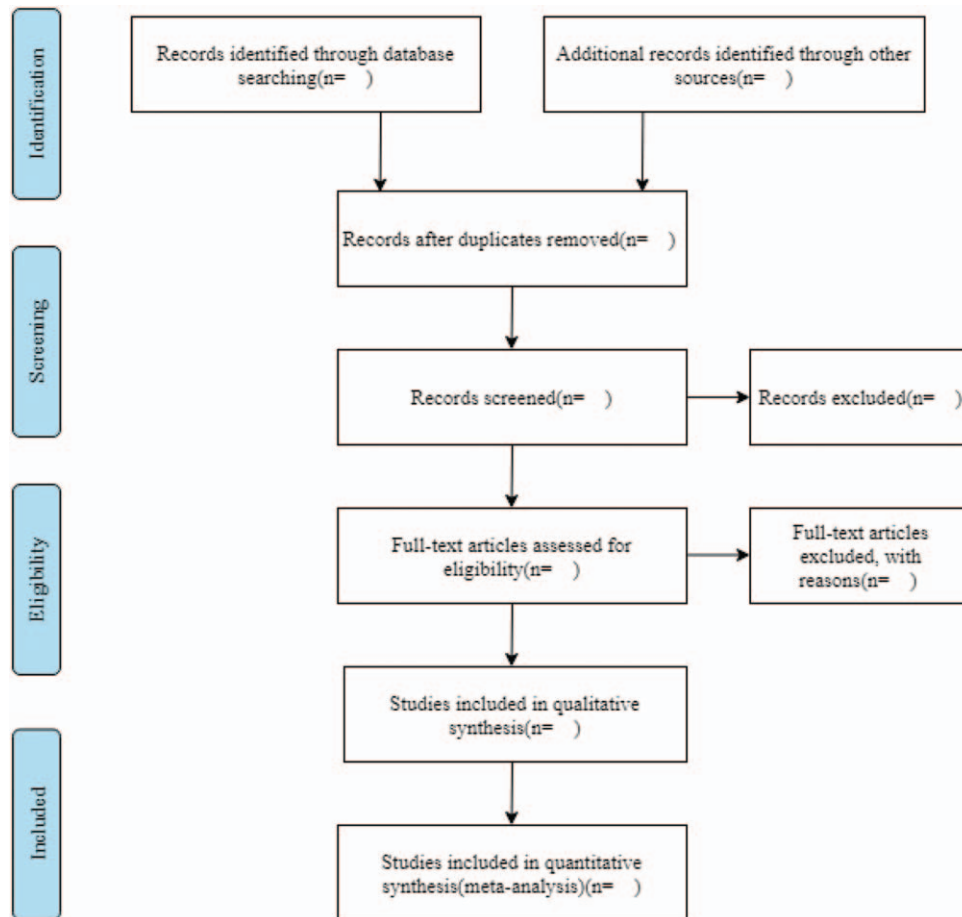 Identification
Records identified through database
searching(n=   )
Additional records identified through other
sources(n=   )
Records after duplicates removed(n=   )
Screening
Records screened(n=   )
Records excluded(n=   )
Eligibility
Full-text articles assessed for
eligibility(n=   )
Full-text articles
excluded, with
reasons(n=   )
Studies included in qualitative
synthesis(n=   )
Included
Studies included in quantitative
synthesis(meta-analysis)(n=   )